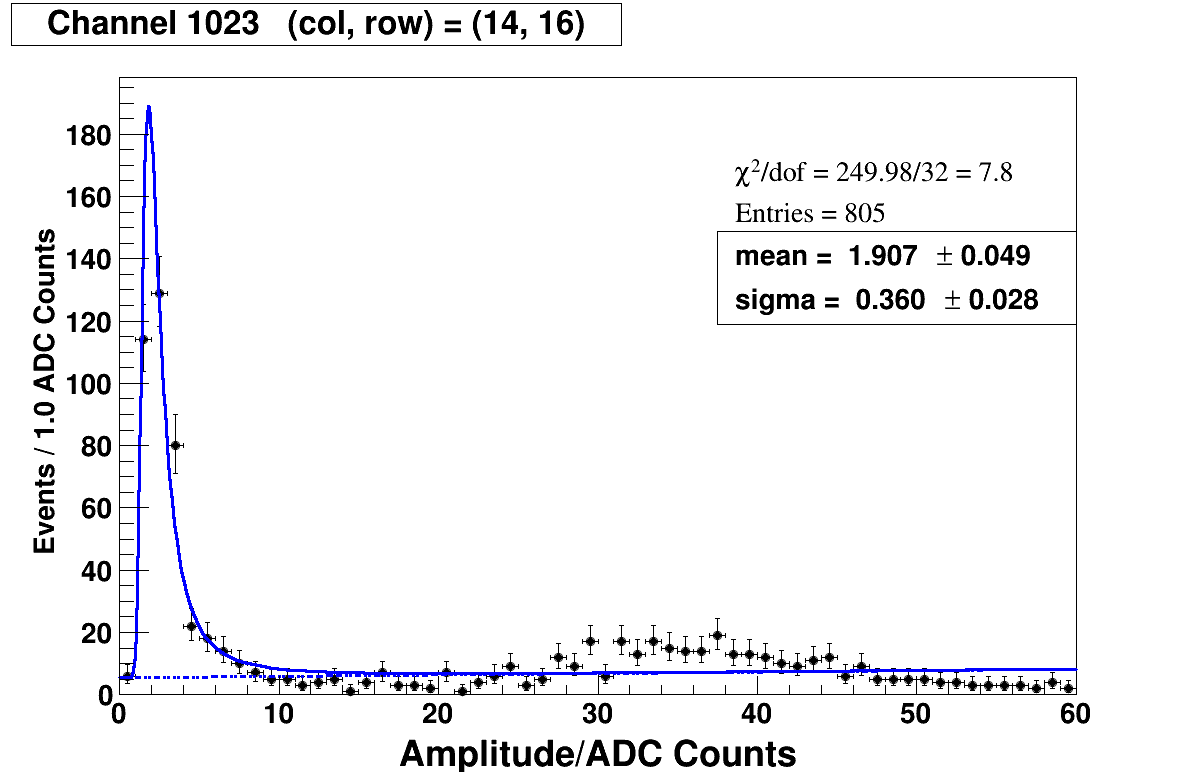 Channel 1023 (col, row) = (14, 16)
180
160
140
120
100
80
60
40
20
0
Events / 1.0 ADC Counts
χ²/dof = 249.98/32 = 7.8
Entries = 805
mean = 1.907 ± 0.049
sigma = 0.360 ± 0.028
0 10 20 30 40 50 60
Amplitude/ADC Counts